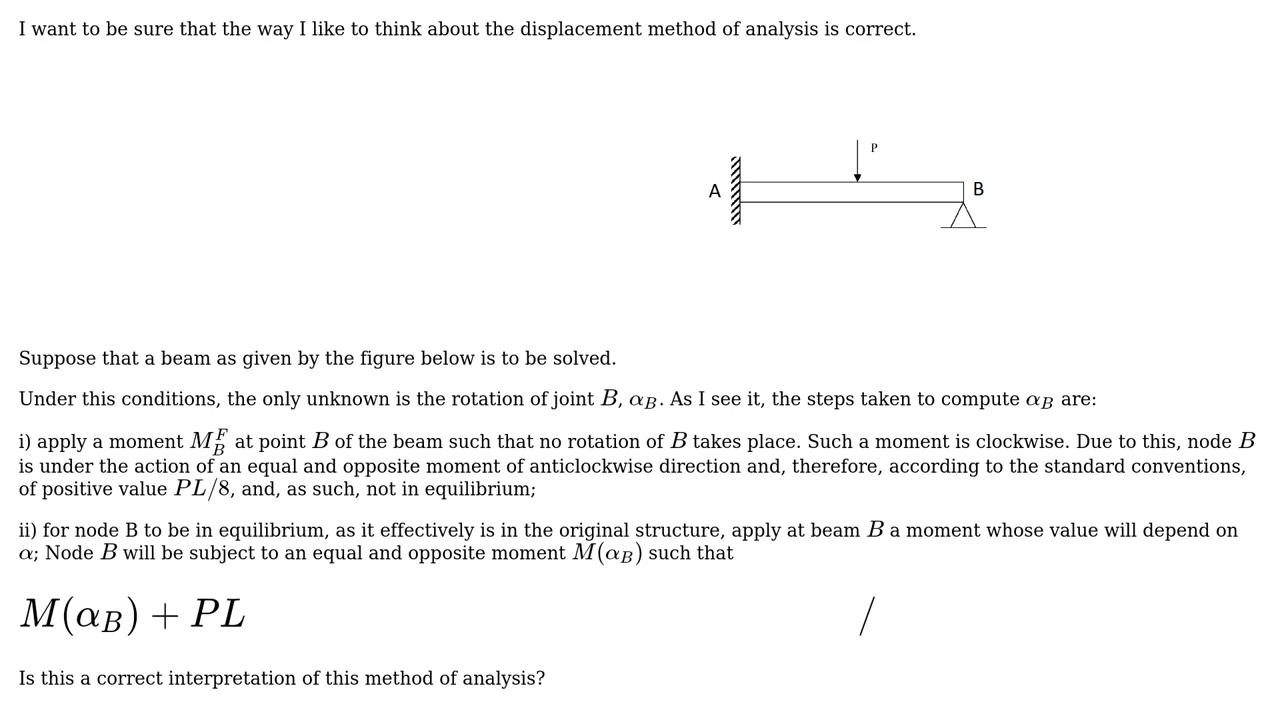 I want to be sure that the way I like to think about the displacement method of analysis is correct.
P
A
B
Suppose that a beam as given by the figure below is to be solved.
Under this conditions, the only unknown is the rotation of joint $B$, $\alpha_B$. As I see it, the steps taken to compute $\alpha_B$ are:
i) apply a moment $M_B^F$ at point $B$ of the beam such that no rotation of $B$ takes place. Such a moment is clockwise. Due to this, node $B$
is under the action of an equal and opposite moment of anticlockwise direction and, therefore, according to the standard conventions,
of positive value $PL/8$, and, as such, not in equilibrium;
ii) for node B to be in equilibrium, as it effectively is in the original structure, apply at beam $B$ a moment whose value will depend on
$\alpha$; Node $B$ will be subject to an equal and opposite moment $M(\alpha_B)$ such that
$M(\alpha_B) + PL$ /
Is this a correct interpretation of this method of analysis?